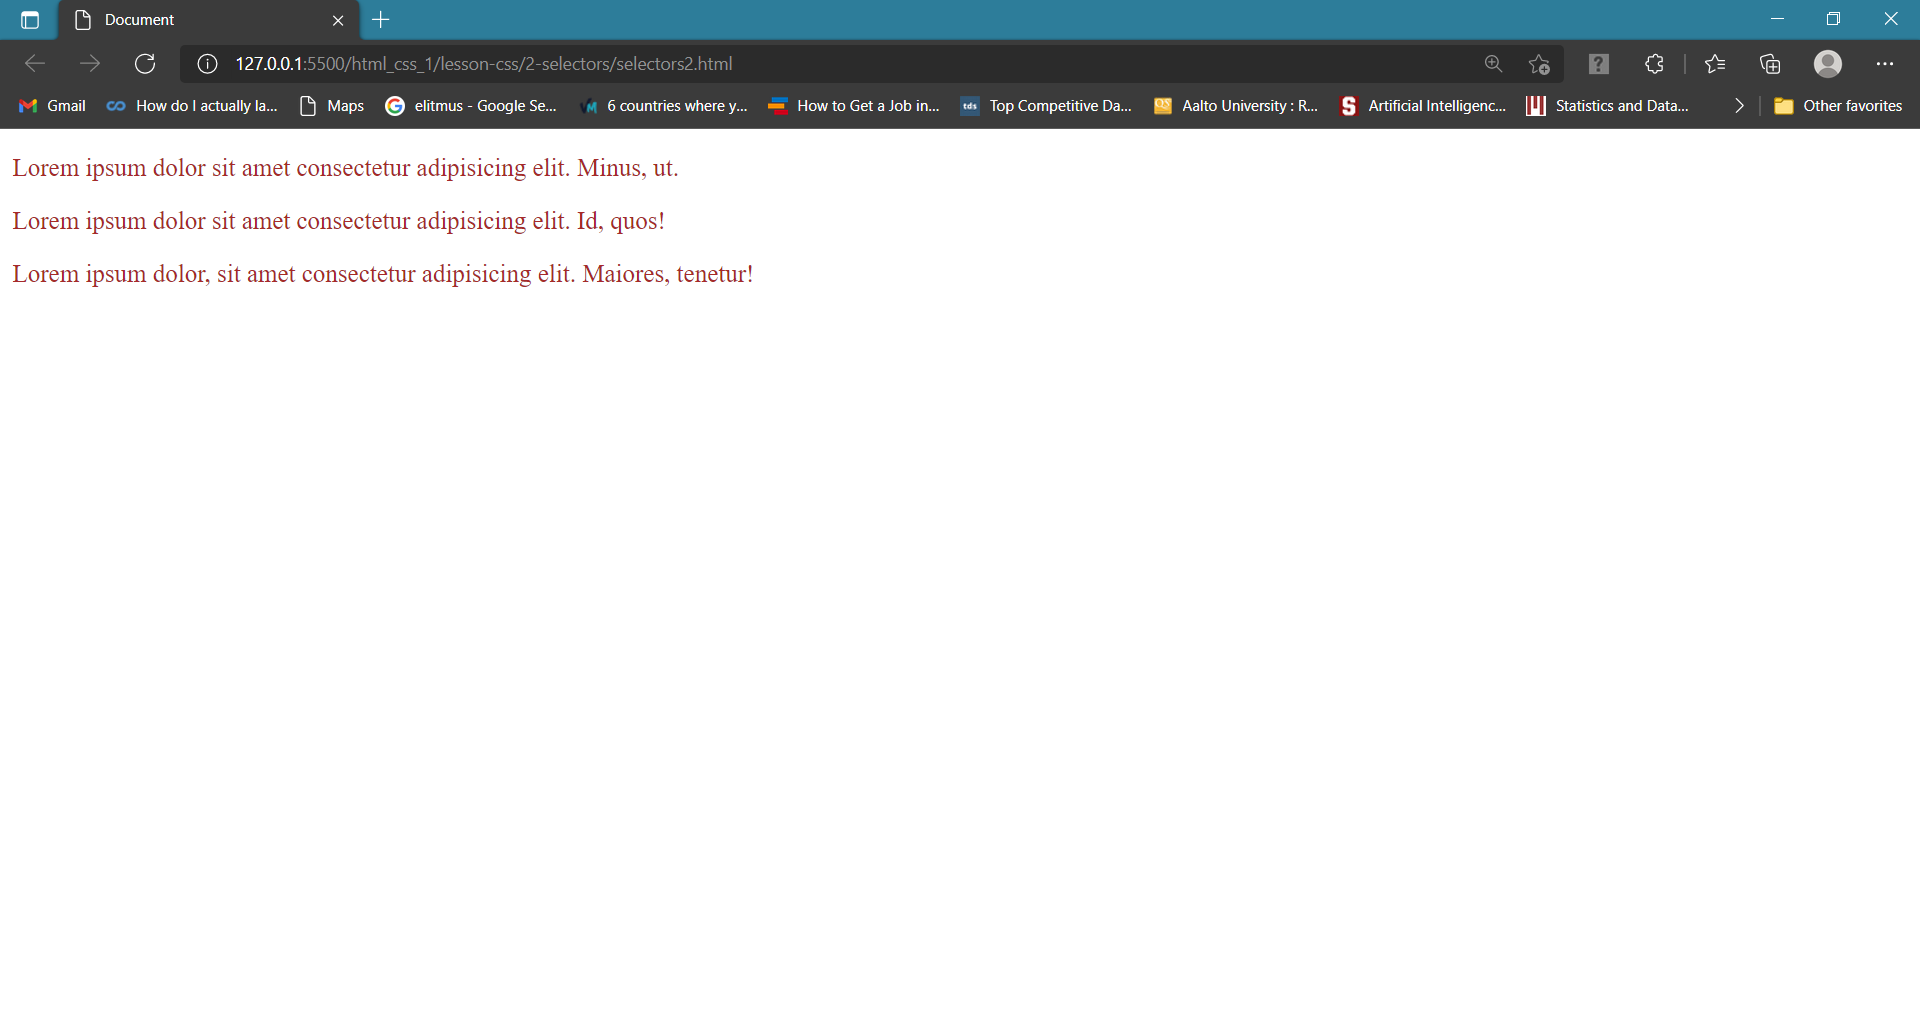 Document
127.0.0.1:5500/html_css_1/lesson-css/2-selectors/selectors2.html
Gmail How do I actually la... Maps elitmus - Google Se... 6 countries where y... How to Get a Job in... tds Top Competitive Da... QS Aalto University : R... S Artificial Intelligenc... Statistics and Data... Other favorites
Lorem ipsum dolor sit amet consectetur adipisicing elit. Minus, ut.
Lorem ipsum dolor sit amet consectetur adipisicing elit. Id, quos!
Lorem ipsum dolor, sit amet consectetur adipisicing elit. Maiores, tenetur!